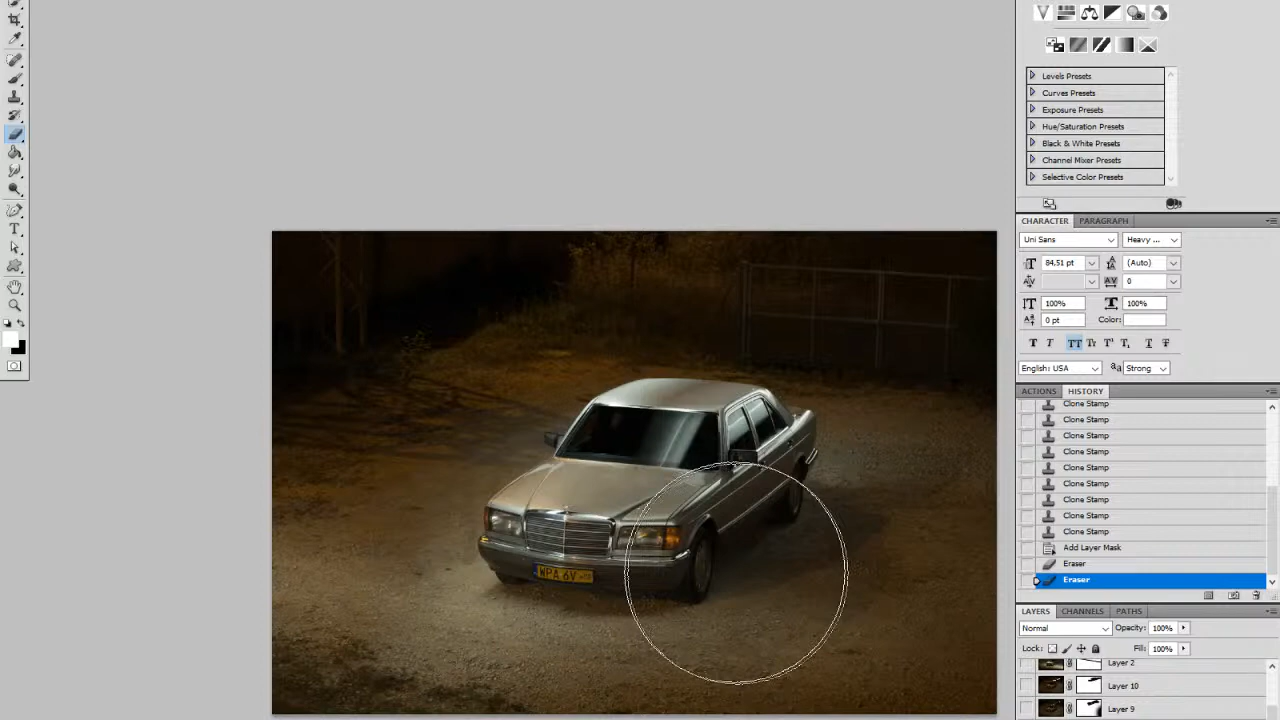 Levels Presets
Curves Presets
Exposure Presets
Hue/Saturation Presets
Black & White Presets
Channel Mixer Presets
Selective Color Presets
CHARACTER PARAGRAPH
Uni Sans Heavy ...
84,51 pt (Auto)
0
100% 100%
0 pt Color:
English: USA Strong
ACTIONS HISTORY
Clone Stamp
Clone Stamp
Clone Stamp
Clone Stamp
Clone Stamp
Clone Stamp
Clone Stamp
Clone Stamp
Clone Stamp
Add Layer Mask
Eraser
Eraser
LAYERS CHANNELS PATHS
Normal Opacity: 100%
Lock: Fill: 100%
Layer 2
Layer 10
Layer 9
WPA 6V